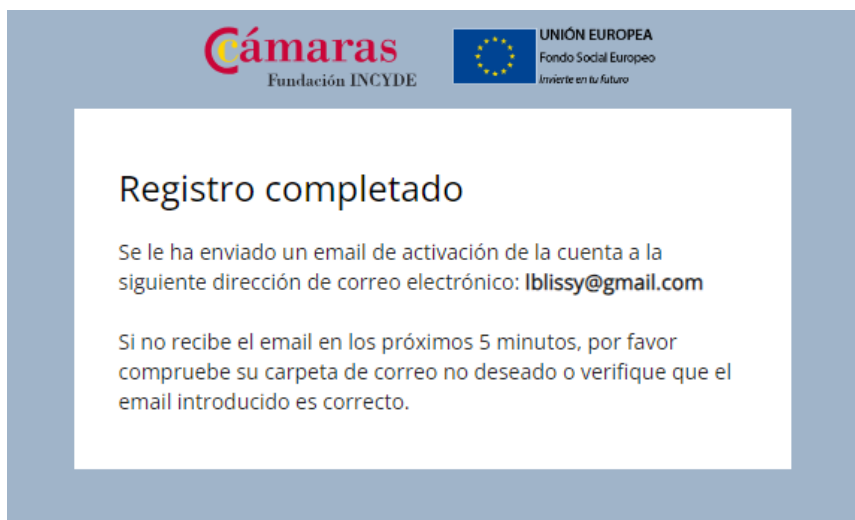 Cámaras
Fundación INCYDE
UNIÓN EUROPEA
Fondo Social Europeo
Invierte en tu futuro
Registro completado
Se le ha enviado un email de activación de la cuenta a la
siguiente dirección de correo electrónico: lblissy@gmail.com
Si no recibe el email en los próximos 5 minutos, por favor
compruebe su carpeta de correo no deseado o verifique que el
email introducido es correcto.